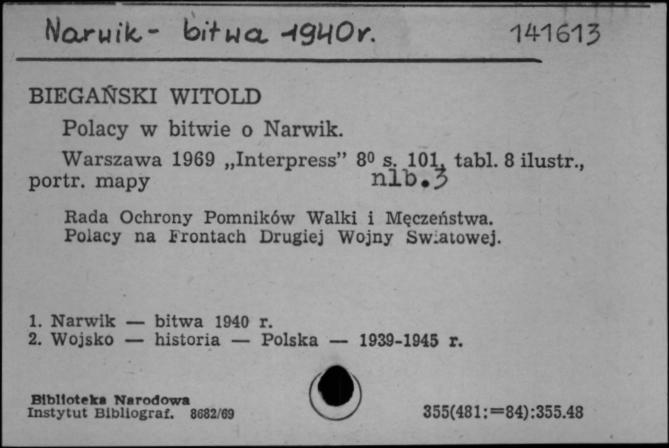 Narwik - bitwa 1940r. 141613
BIEGAŃSKI WITOLD
Polacy w bitwie o Narwik.
Warszawa 1969 „Interpress” 8⁰ s. 101, tabl. 8 ilustr.,
portr. mapy nlb.3
Rada Ochrony Pomników Walki i Męczeństwa.
Polacy na Frontach Drugiej Wojny Światowej.
1. Narwik — bitwa 1940 r.
2. Wojsko — historia — Polska — 1939-1945 r.
Biblioteka Narodowa
Instytut Bibliograf. 8682/69 355(481:=84):355.48